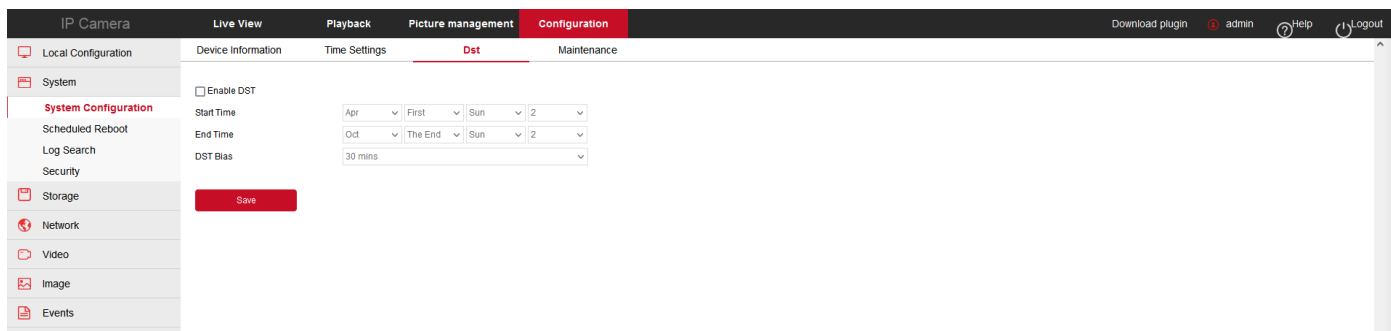 IP Camera Live View Playback Picture management Configuration Download plugin admin Help Logout
Local Configuration Device Information Time Settings Dst Maintenance
System
Enable DST
System Configuration
Start Time Apr First Sun 2
Scheduled Reboot
End Time Oct The End Sun 2
Log Search
DST Bias 30 mins
Security
Storage Save
Network
Video
Image
Events